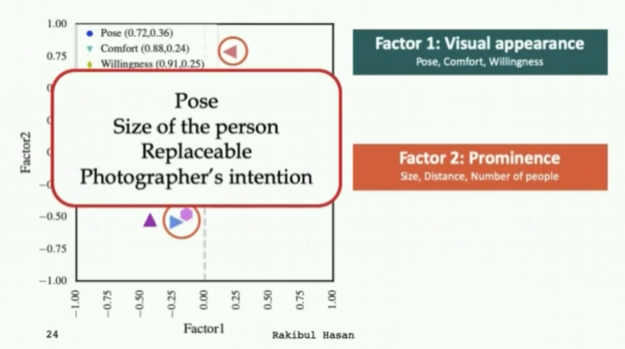 1.00
0.75
−0.50
−0.75
−1.00
Factor2
Pose (0.72,0.36)
Comfort (0.88,0.24)
Willingness (0.91,0.25)
Pose
Size of the person
Replaceable
Photographer's intention
−1.00
−0.75
−0.50
−0.25
0.00
0.25
0.50
0.75
1.00
Factor1
Factor 1: Visual appearance
Pose, Comfort, Willingness
Factor 2: Prominence
Size, Distance, Number of people
24
Rakibul Hasan